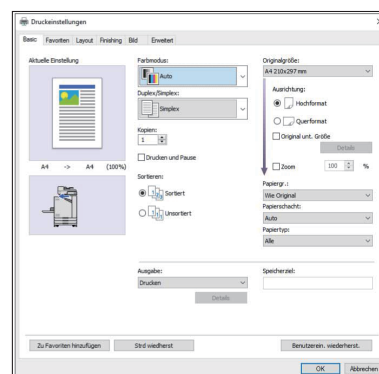 Druckeinstellungen
Basic Favoriten Layout Finishing Bild Erweitert
Aktuelle Einstellung
A4 -> A4 (100%)
Farbmodus:
Auto
Duplex/Simplex:
Simplex
Kopien:
1
Drucken und Pause
Sortieren:
Sortiert
Unsortiert
Originalgröße:
A4 210x297 mm
Ausrichtung:
Hochformat
Querformat
Original unt. Größe
Details
Zoom 100 %
Papiergr.:
Wie Original
Papierschacht:
Auto
Papiertyp:
Alle
Ausgabe:
Drucken
Details
Speicherziel:
Zu Favoriten hinzufügen Strd wiedherst Benutzerein. wiederherst.
OK Abbrechen